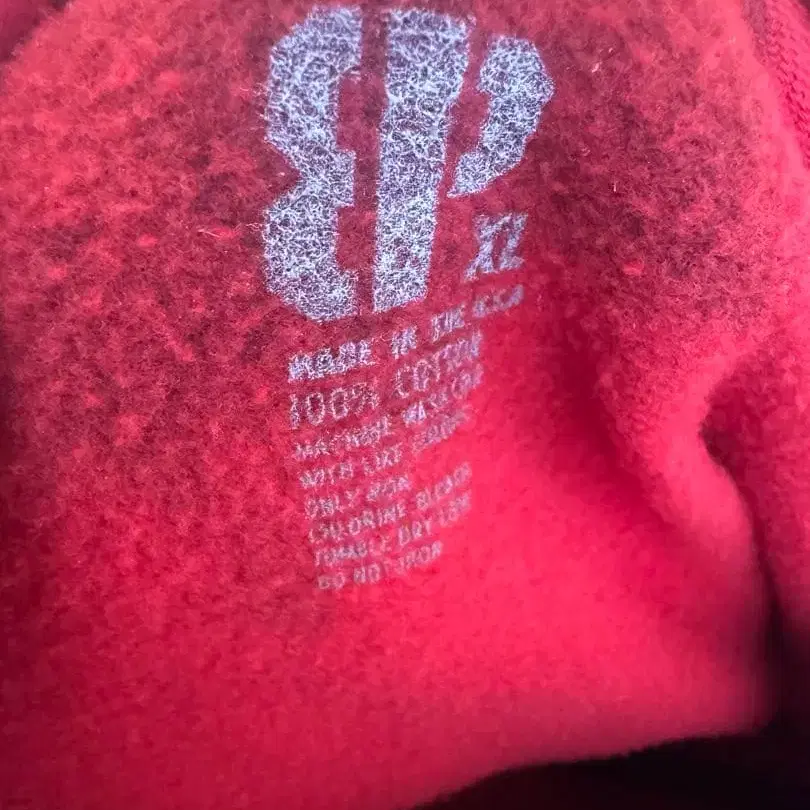 XL
MADE IN THE U.S.A
100% COTTON
MACHINE WASH COLD
WITH LIKE COLORS
ONLY NON
CHLORINE BLEACH
TUMBLE DRY LOW
DO NOT IRON